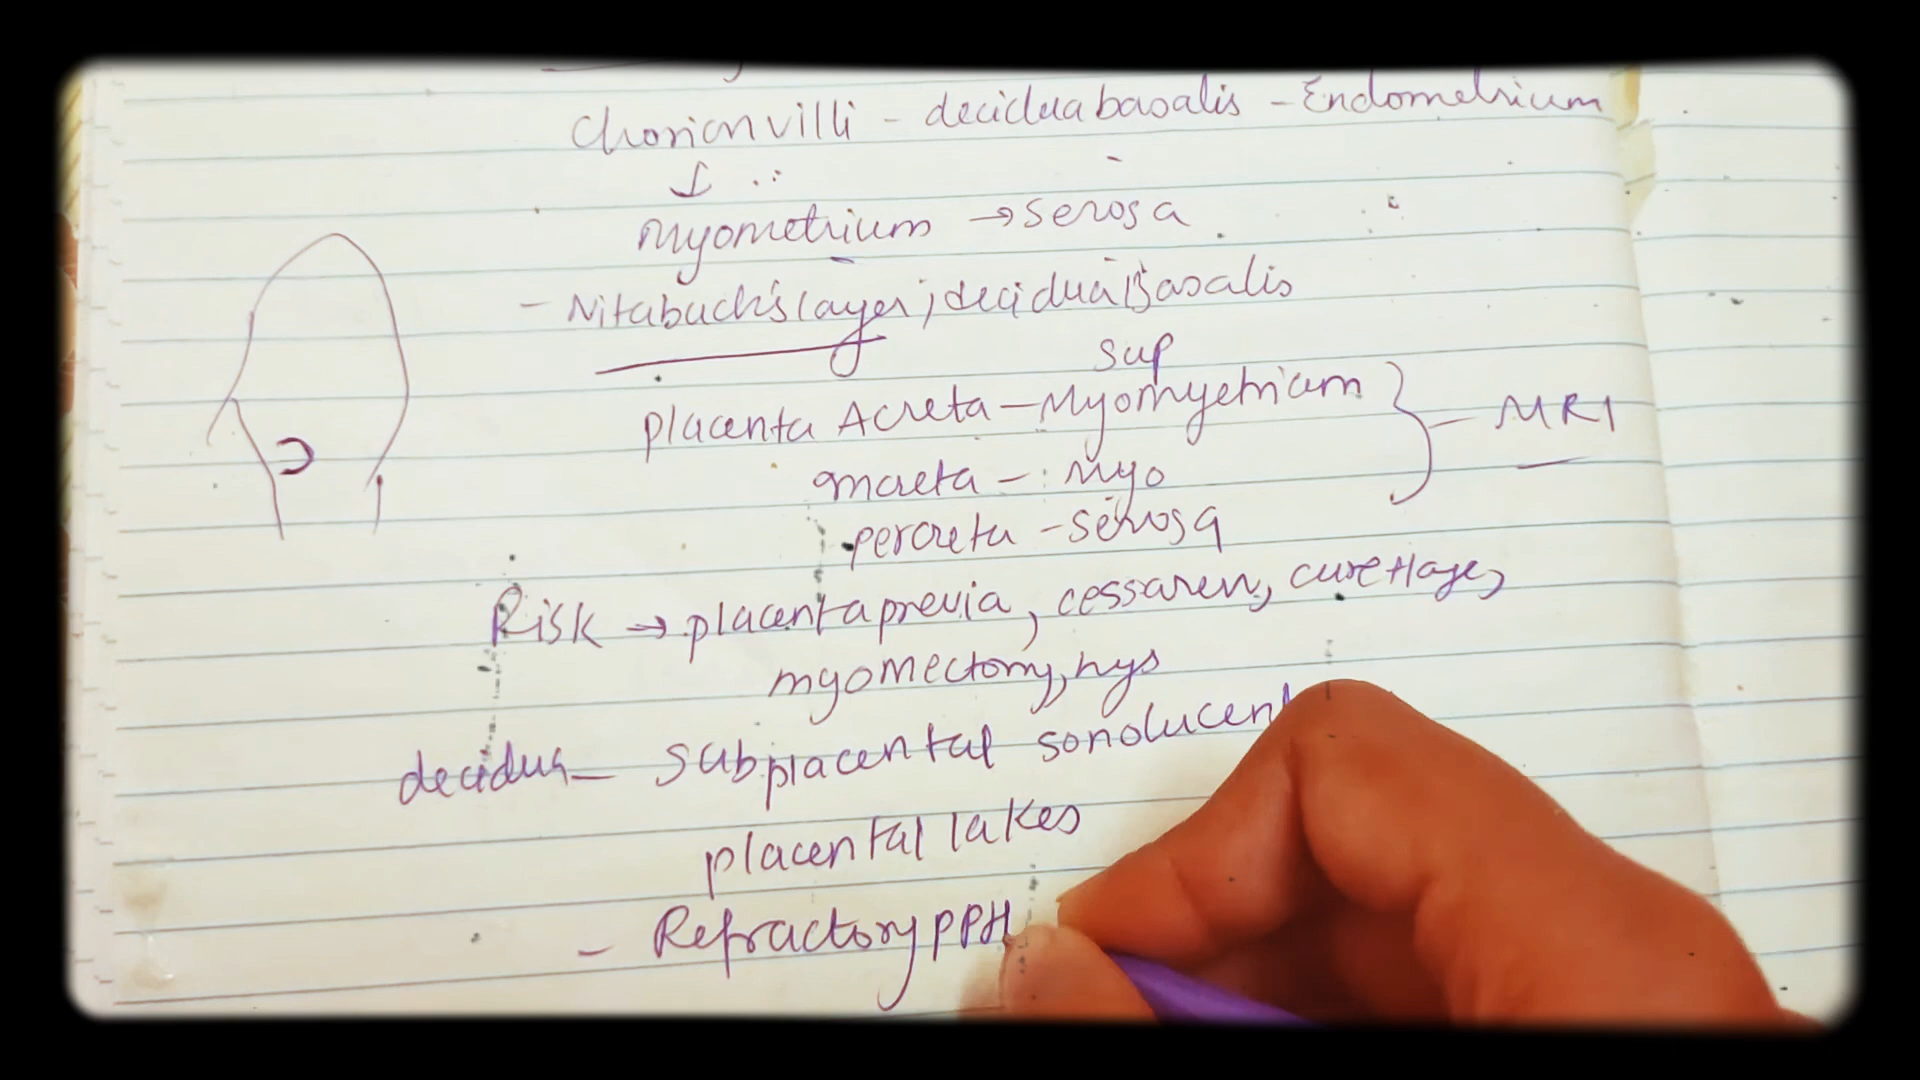 Chorion villi - decidua basalis - Endometrium
↓
Myometrium → serosa
- Nitabuch's layer; decidua Basalis
sup
placenta Acreta - Myomyetrium
MRI
increta - Myo
percreta - serosa
Risk → placenta previa, cessaren, curettage,
myomectomy, hys
decidua - subplacental sonolucent
placental lakes
- Refractory PPH